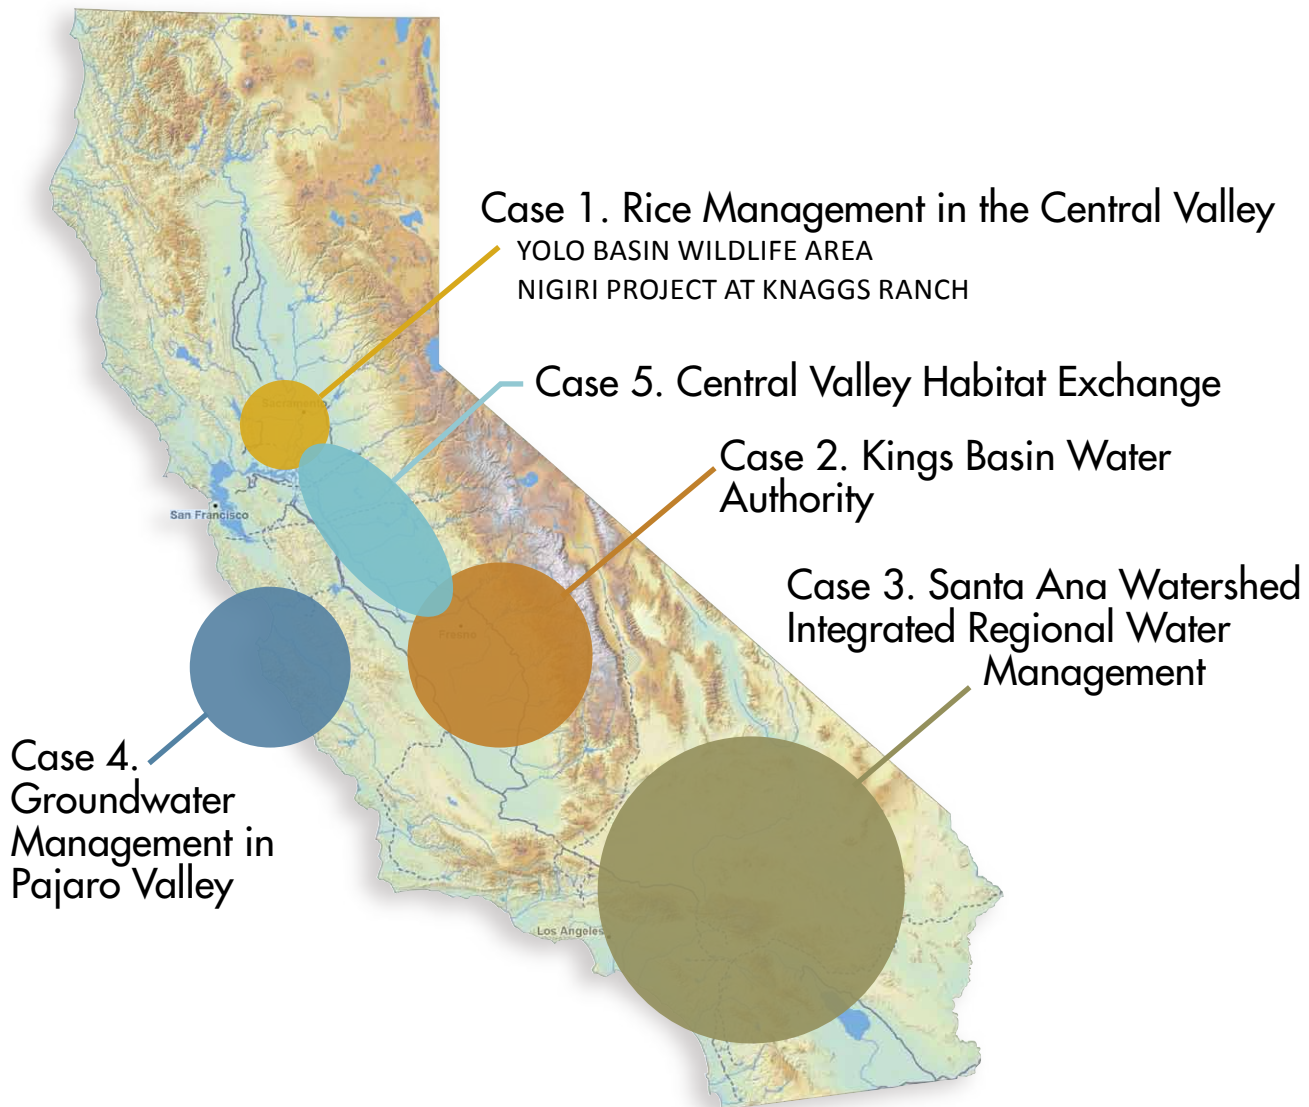 Case 1. Rice Management in the Central Valley
YOLO BASIN WILDLIFE AREA
NIGIRI PROJECT AT KNAGGS RANCH
Case 5. Central Valley Habitat Exchange
Sacramento
Case 2. Kings Basin Water
Authority
San Francisco
Case 3. Santa Ana Watershed
Integrated Regional Water
Management
Fresno
Case 4.
Groundwater
Management in
Pajaro Valley
Los Angeles